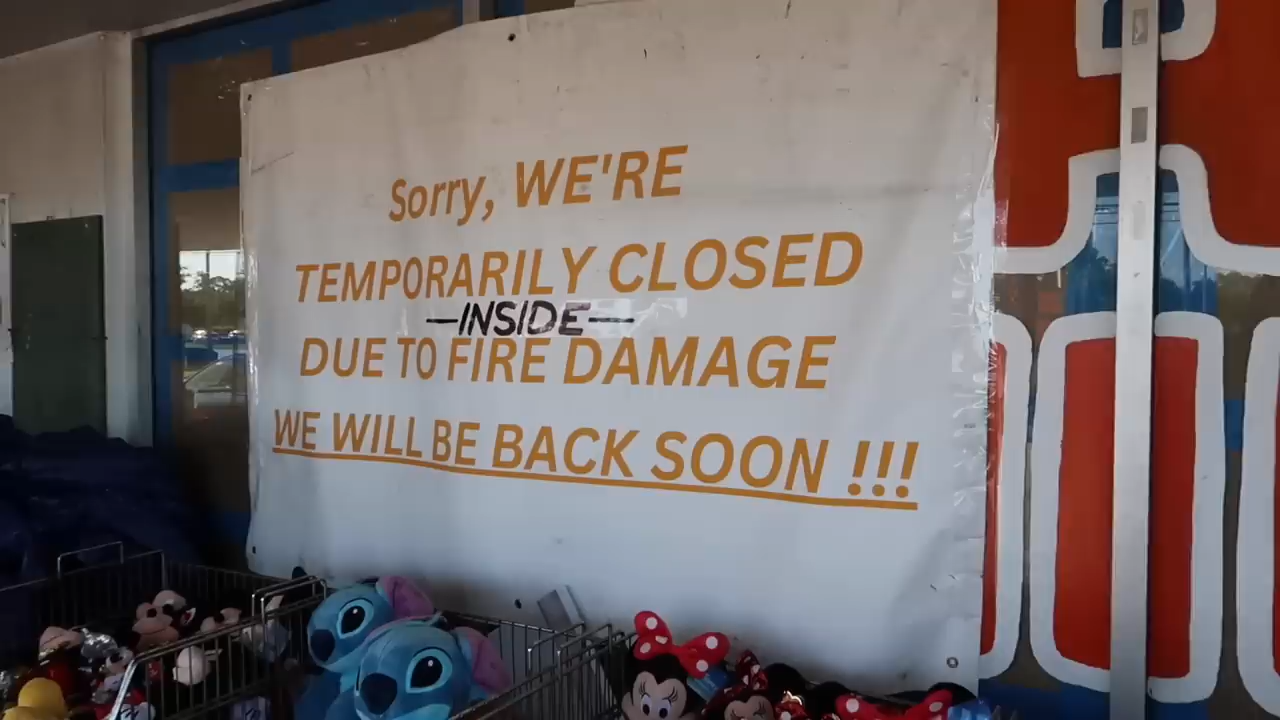 Sorry, WE'RE
TEMPORARILY CLOSED
—INSIDE—
DUE TO FIRE DAMAGE
WE WILL BE BACK SOON !!!